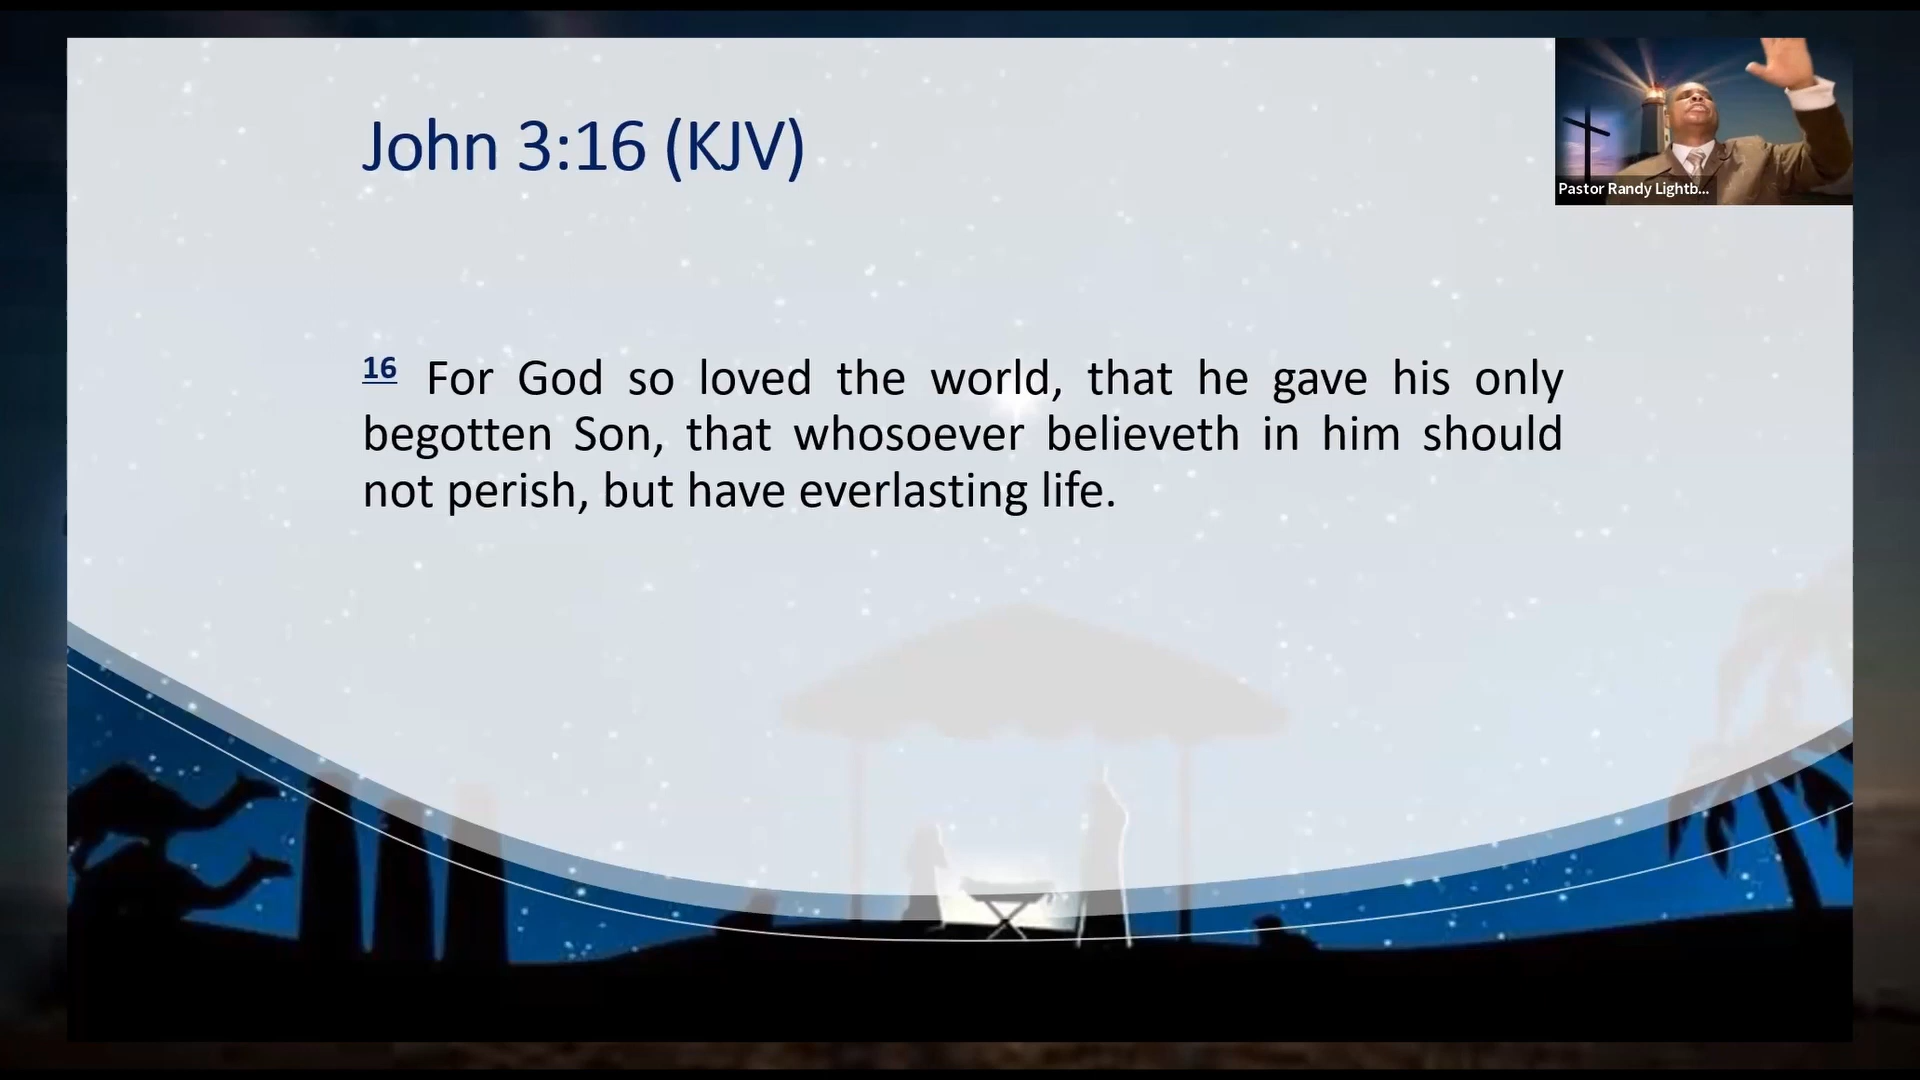 John 3:16 (KJV)
Pastor Randy Lightb...
16 For God so loved the world, that he gave his only
begotten Son, that whosoever believeth in him should
not perish, but have everlasting life.